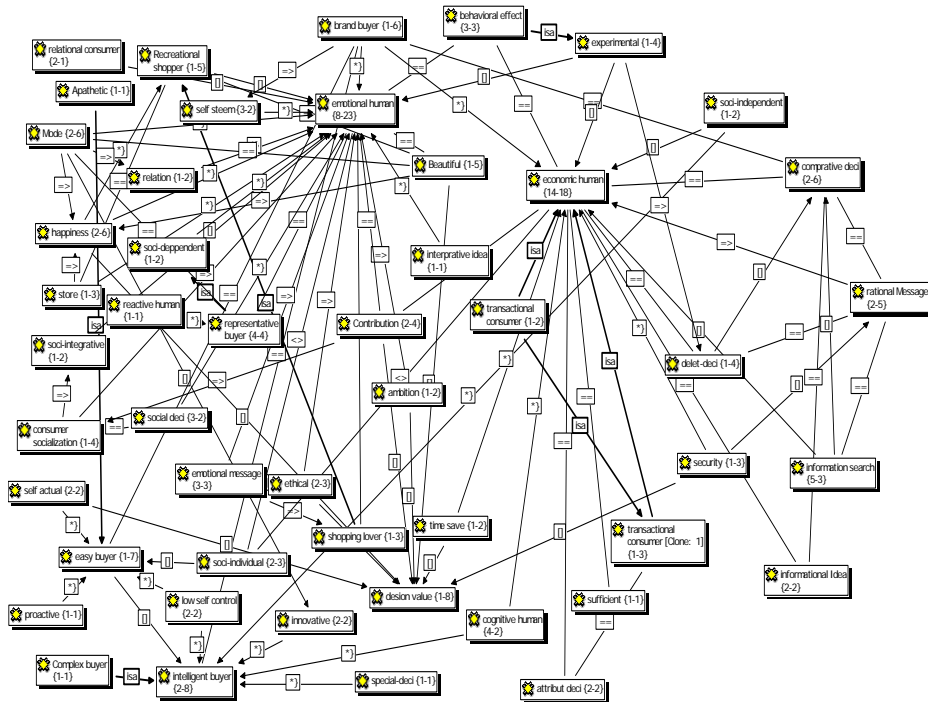 brand buyer {1-6}
behavioral effect
{3-3}
isa
experimental {1-4}
relational consumer
{2-1}
Recreational
shopper {1-5}
[]
[]
=>
*}
==
[]
Apathetic {1-1}
self steem {3-2}
*}
emotional human
{8-23}
*}
==
==
soci-independent
{1-2}
Mode {2-6}
*}
=>
==
==
[]
relation {1-2}
*}
Beautiful {1-5}
*}
economic human
{14-18}
==
comprative deci
{2-6}
=>
==
*}
==
=>
happiness {2-6}
==
[]
soci-deppendent
{1-2}
interprative idea
{1-1}
isa
==
=>
=>
=>
*}
[]
store {1-3}
isa
==
=>
isa
=>
==
rational Message
{2-5}
reactive human
{1-1}
*}
representative
buyer {4-4}
Contribution {2-4}
transactional
consumer {1-2}
*}
[]
==
[]
isa
soci-integrative
{1-2}
<>
==
*}
isa
delet-deci {1-4}
=>
[]
=>
<>
[]
ambition {1-2}
*}
==
==
==
==
consumer
socialization {1-4}
==
social deci {3-2}
[]
*}
isa
==
emotional message
{3-3}
ethical {2-3}
[]
security {1-3}
[]
information search
{5-3}
self actual {2-2}
*}
=>
[]
shopping lover {1-3}
time save {1-2}
[]
transactional
consumer [Clone: 1]
{1-3}
easy buyer {1-7}
[]
[]
soci-individual {2-3}
[]
informational Idea
{2-2}
*}
*}
proactive {1-1}
low self control
{2-2}
design value {1-8}
sufficient {1-1}
[]
innovative {2-2}
cognitive human
{4-2}
==
*}
*}
*}
Complex buyer
{1-1}
isa
intelligent buyer
{2-8}
*}
special-deci {1-1}
attribut deci {2-2}